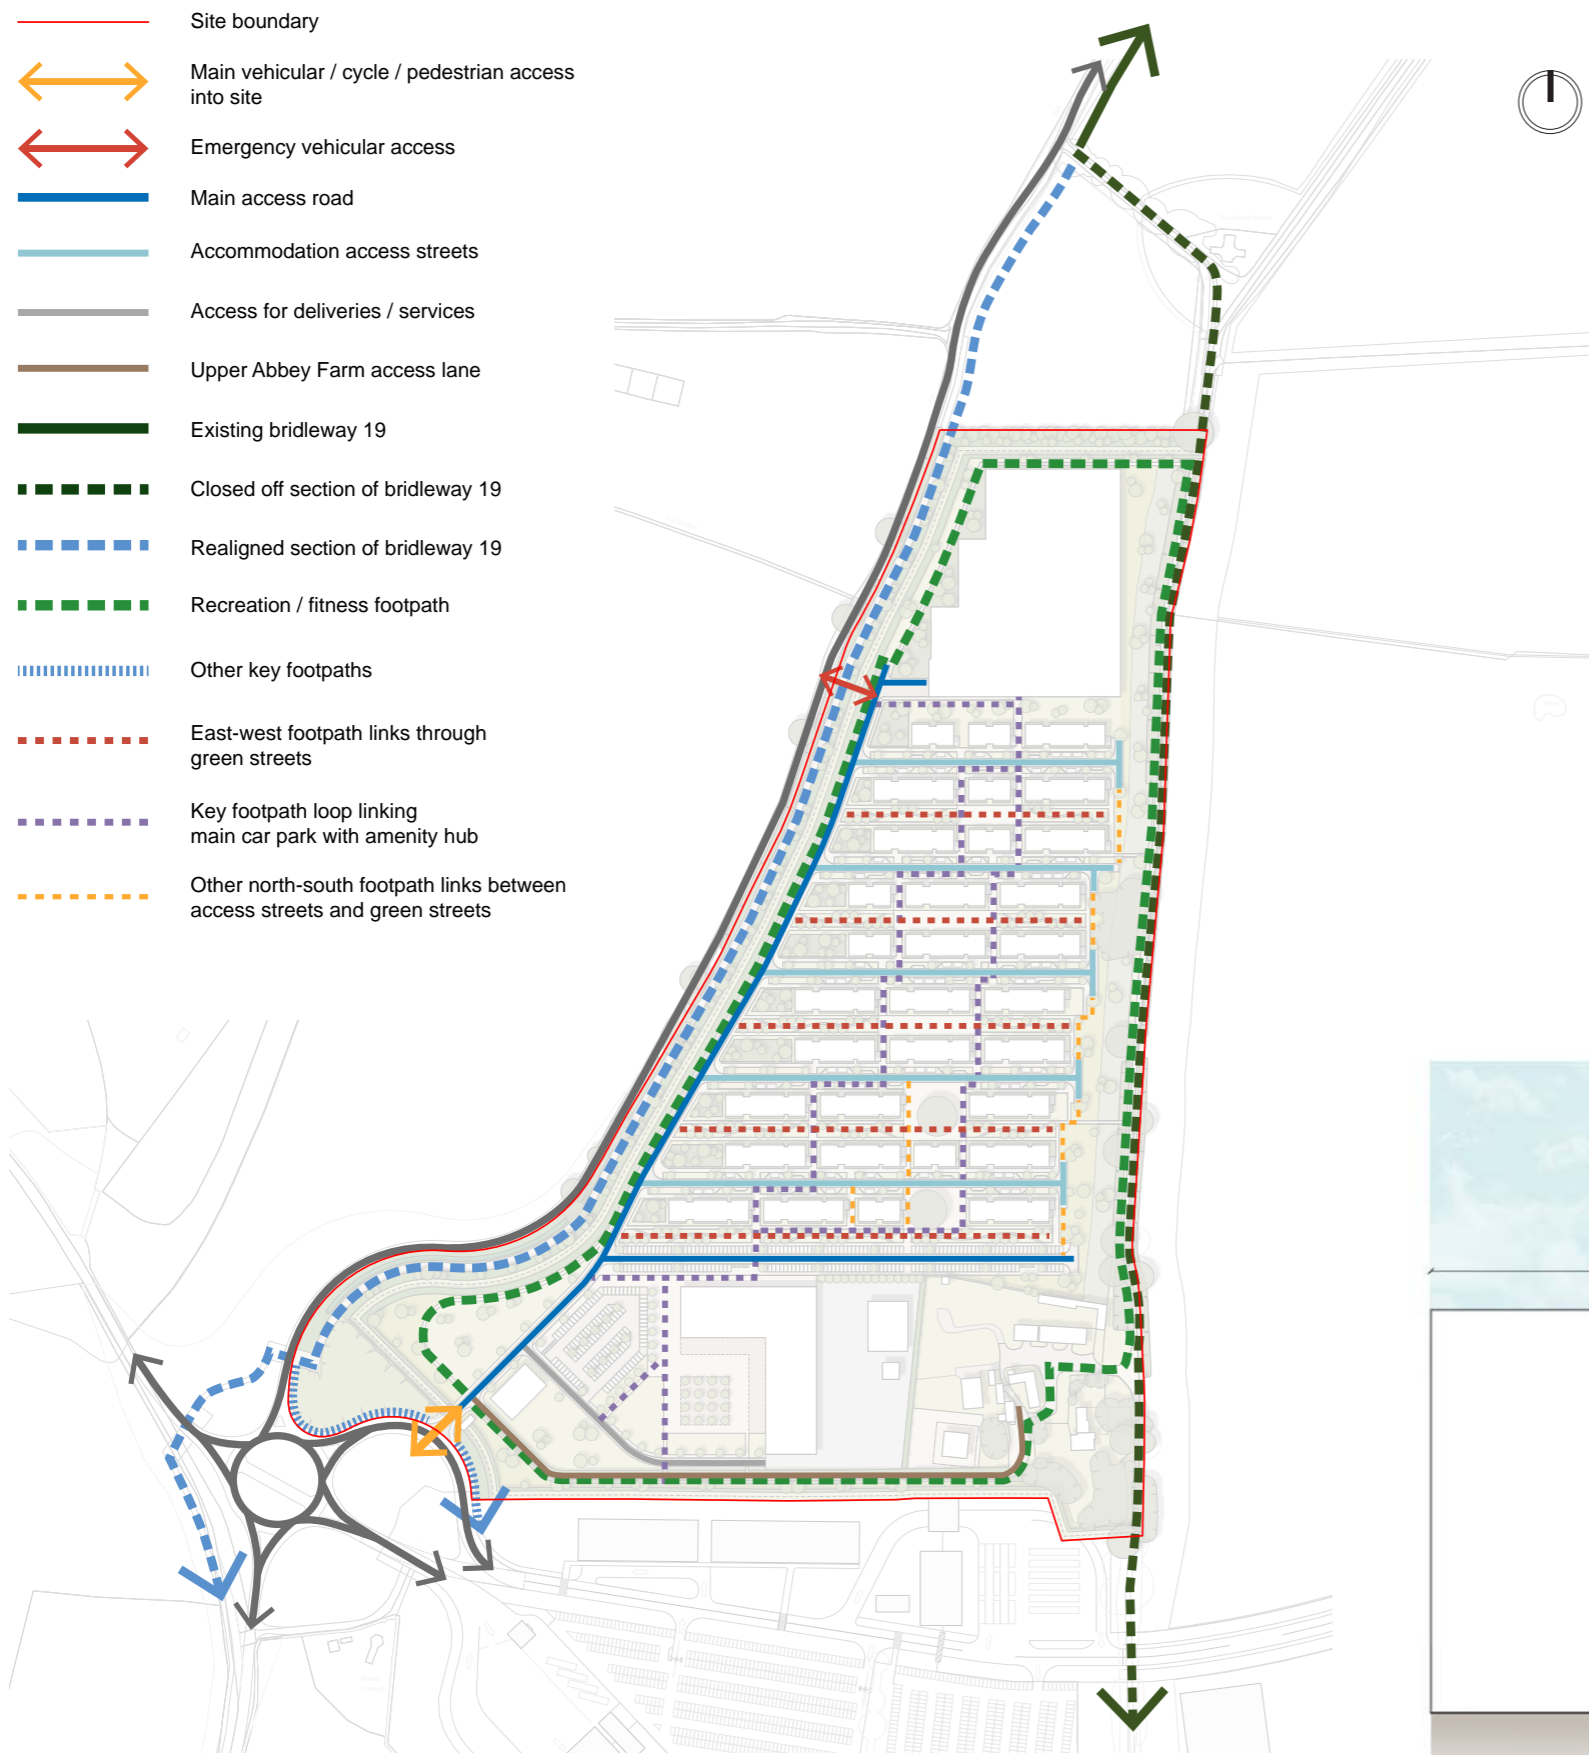 Site boundary
Main vehicular / cycle / pedestrian access
into site
Emergency vehicular access
Main access road
Accommodation access streets
Access for deliveries / services
Upper Abbey Farm access lane
Existing bridleway 19
Closed off section of bridleway 19
Realigned section of bridleway 19
Recreation / fitness footpath
Other key footpaths
East-west footpath links through
green streets
Key footpath loop linking
main car park with amenity hub
Other north-south footpath links between
access streets and green streets